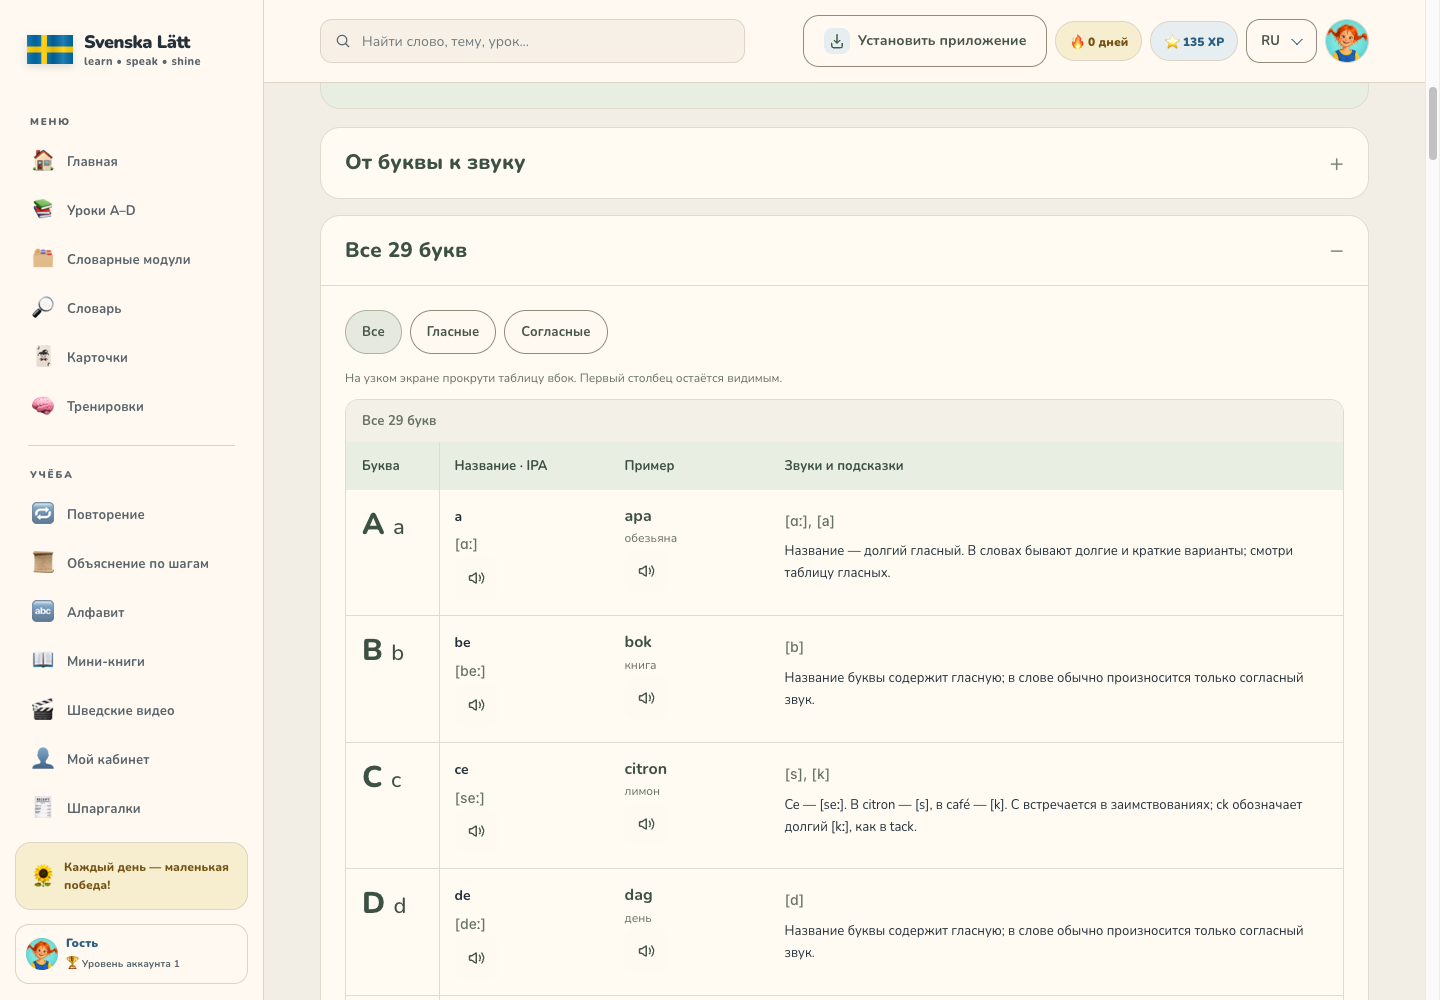 Svenska Lätt
learn • speak • shine
Найти слово, тему, урок...
Установить приложение
0 дней
135 XP
RU
МЕНЮ
Главная
Уроки A–D
Словарные модули
Словарь
Карточки
Тренировки
УЧЁБА
Повторение
Объяснение по шагам
Алфавит
Мини-книги
Шведские видео
Мой кабинет
Шпаргалки
Каждый день — маленькая
победа!
Гость
Уровень аккаунта 1
От буквы к звуку
Все 29 букв
Все
Гласные
Согласные
На узком экране прокрути таблицу вбок. Первый столбец остаётся видимым.
Все 29 букв
Буква
Название · IPA
Пример
Звуки и подсказки
A a
a
[ɑː]
apa
обезьяна
[ɑː], [a]
Название — долгий гласный. В словах бывают долгие и краткие варианты; смотри
таблицу гласных.
B b
be
[beː]
bok
книга
[b]
Название буквы содержит гласную; в слове обычно произносится только согласный
звук.
C c
ce
[seː]
citron
лимон
[s], [k]
Ce — [seː]. В citron — [s], в café — [k]. C встречается в заимствованиях; ck обозначает
долгий [kː], как в tack.
D d
de
[deː]
dag
день
[d]
Название буквы содержит гласную; в слове обычно произносится только согласный
звук.